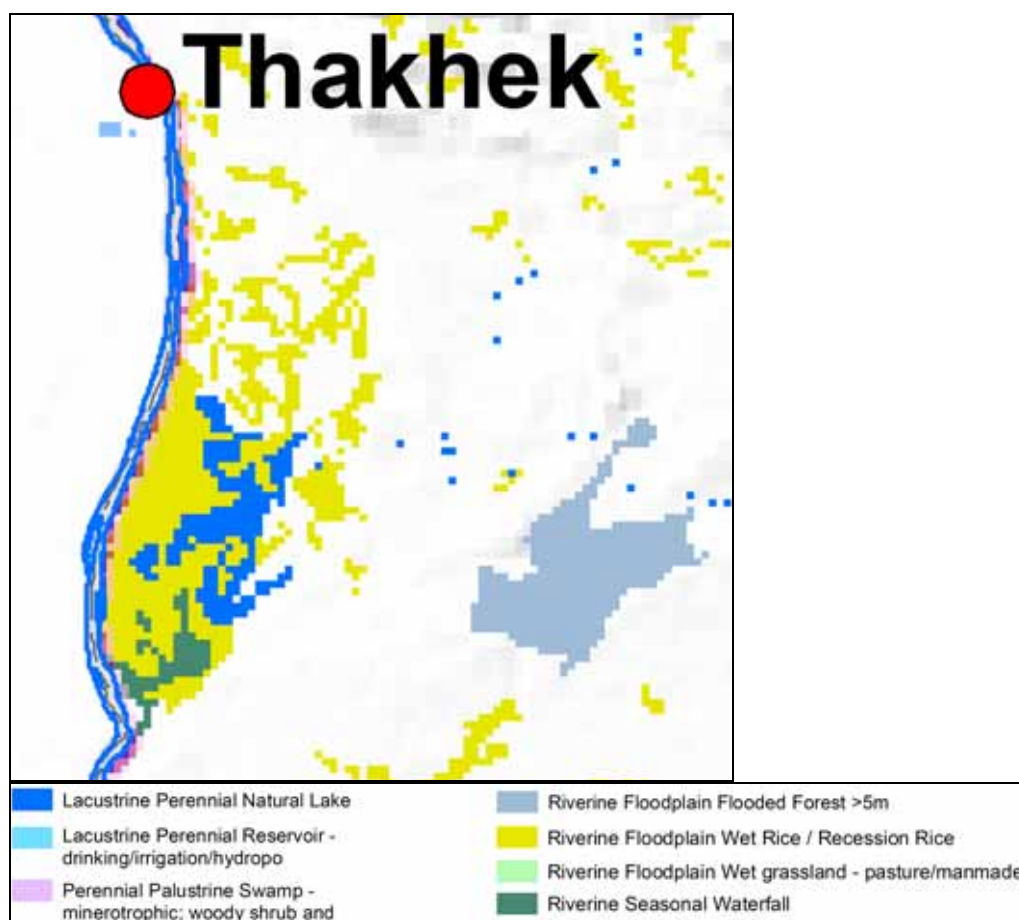 Thakhek
Lacustrine Perennial Natural Lake
Lacustrine Perennial Reservoir -
drinking/irrigation/hydropo
Perennial Palustrine Swamp -
minerotrophic; woody shrub and
Riverine Floodplain Flooded Forest >5m
Riverine Floodplain Wet Rice / Recession Rice
Riverine Floodplain Wet grassland - pasture/manmade
Riverine Seasonal Waterfall